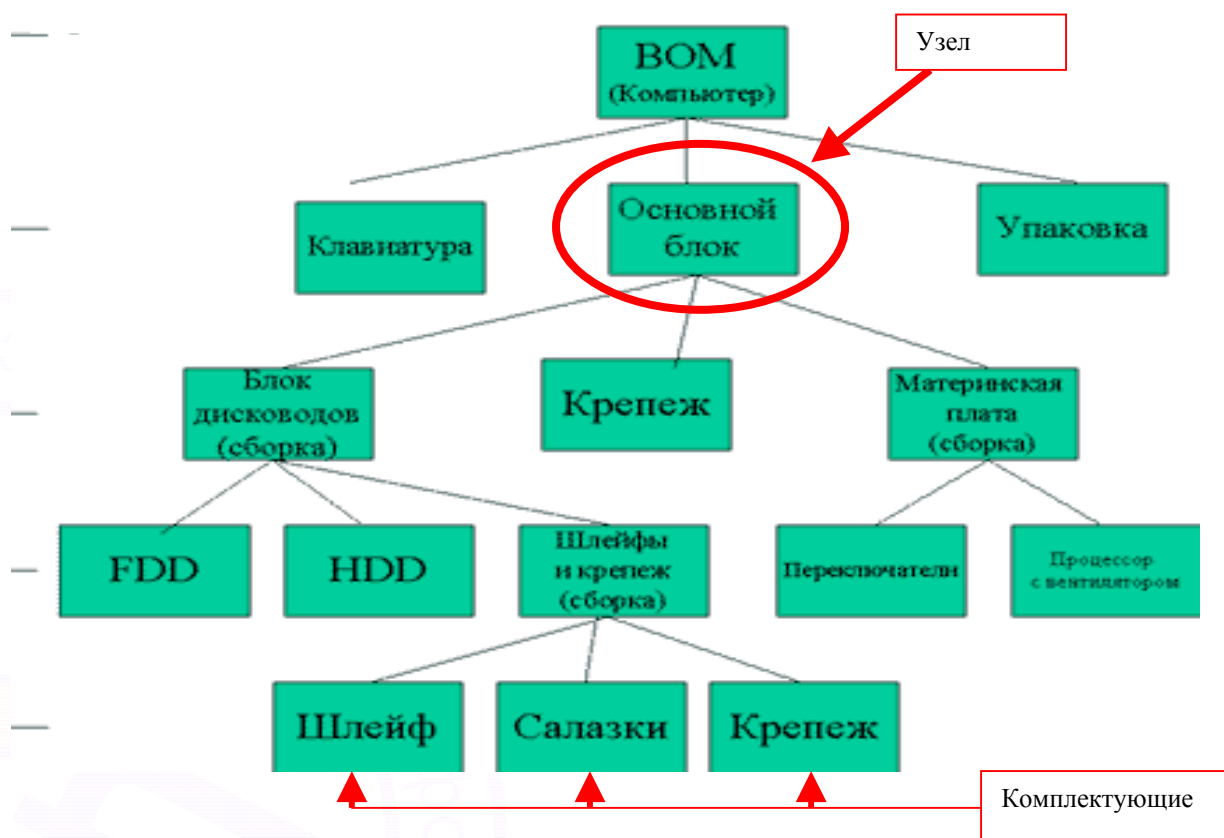 Узел
BOM
(Компьютер)
Клавиатура
Основной
блок
Упаковка
Блок
дисководов
(сборка)
Крепеж
Материнская
плата
(сборка)
FDD
HDD
Шлейфы
и крепеж
(сборка)
Переключатели
Процессор
с вентилятором
Шлейф
Салазки
Крепеж
Комплектующие